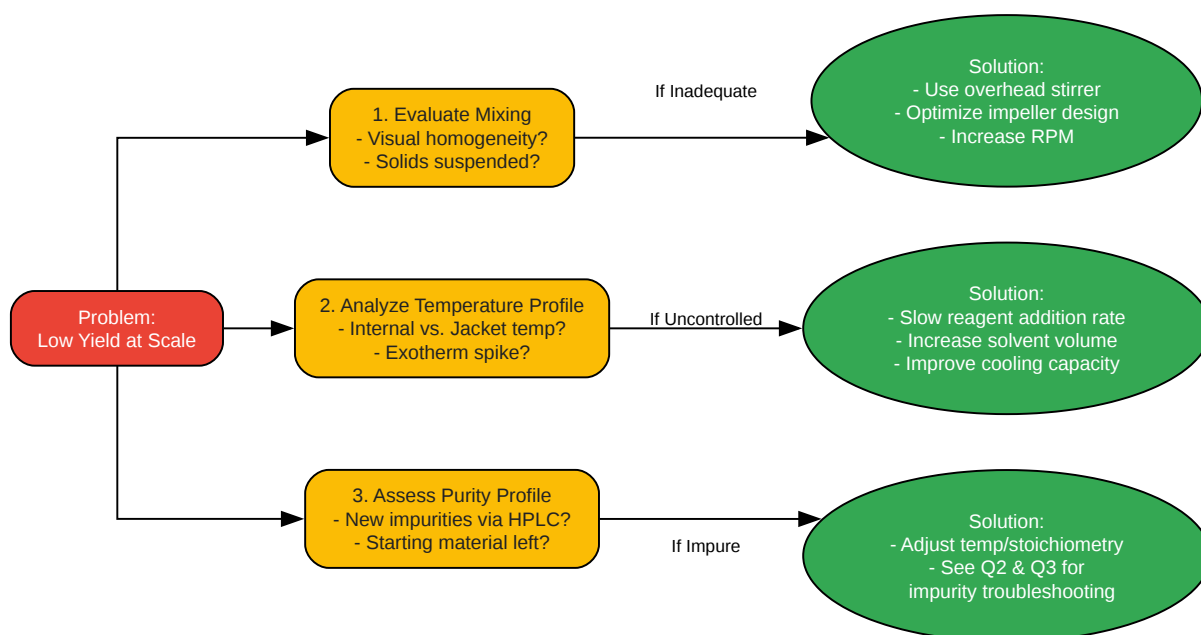 Problem:
Low Yield at Scale
1. Evaluate Mixing
- Visual homogeneity?
- Solids suspended?
If Inadequate
Solution:
- Use overhead stirrer
- Optimize impeller design
- Increase RPM
2. Analyze Temperature Profile
- Internal vs. Jacket temp?
- Exotherm spike?
If Uncontrolled
Solution:
- Slow reagent addition rate
- Increase solvent volume
- Improve cooling capacity
3. Assess Purity Profile
- New impurities via HPLC?
- Starting material left?
If Impure
Solution:
- Adjust temp/stoichiometry
- See Q2 & Q3 for
impurity troubleshooting